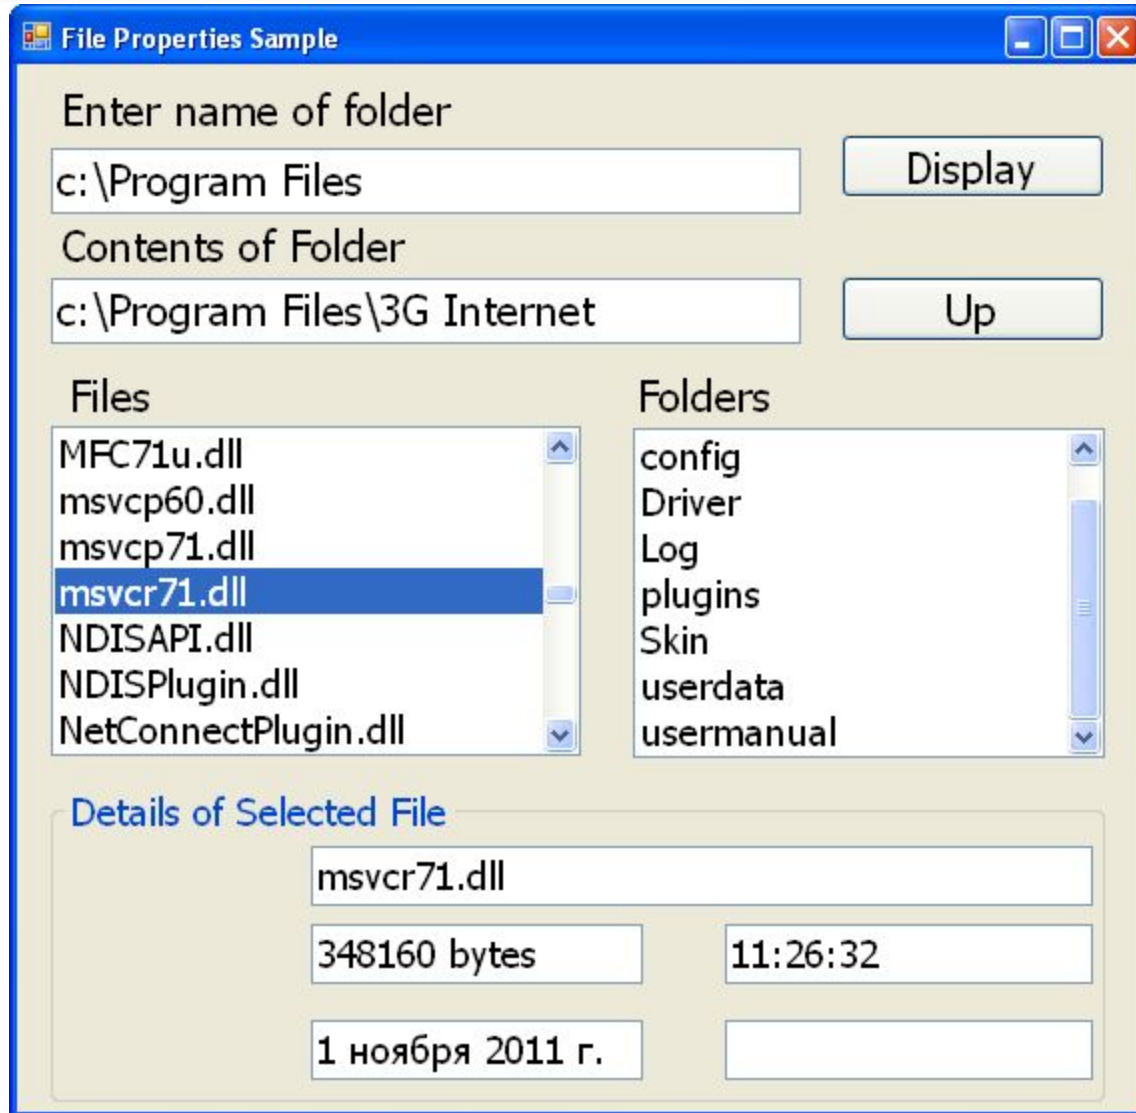 File Properties Sample
Enter name of folder
c:\Program Files
Display
Contents of Folder
c:\Program Files\3G Internet
Up
Files
MFC71u.dll
msvcp60.dll
msvcp71.dll
msvcr71.dll
NDISAPI.dll
NDISPlugin.dll
NetConnectPlugin.dll
Folders
config
Driver
Log
plugins
Skin
userdata
usermanual
Details of Selected File
msvcr71.dll
348160 bytes
11:26:32
1 ноября 2011 г.